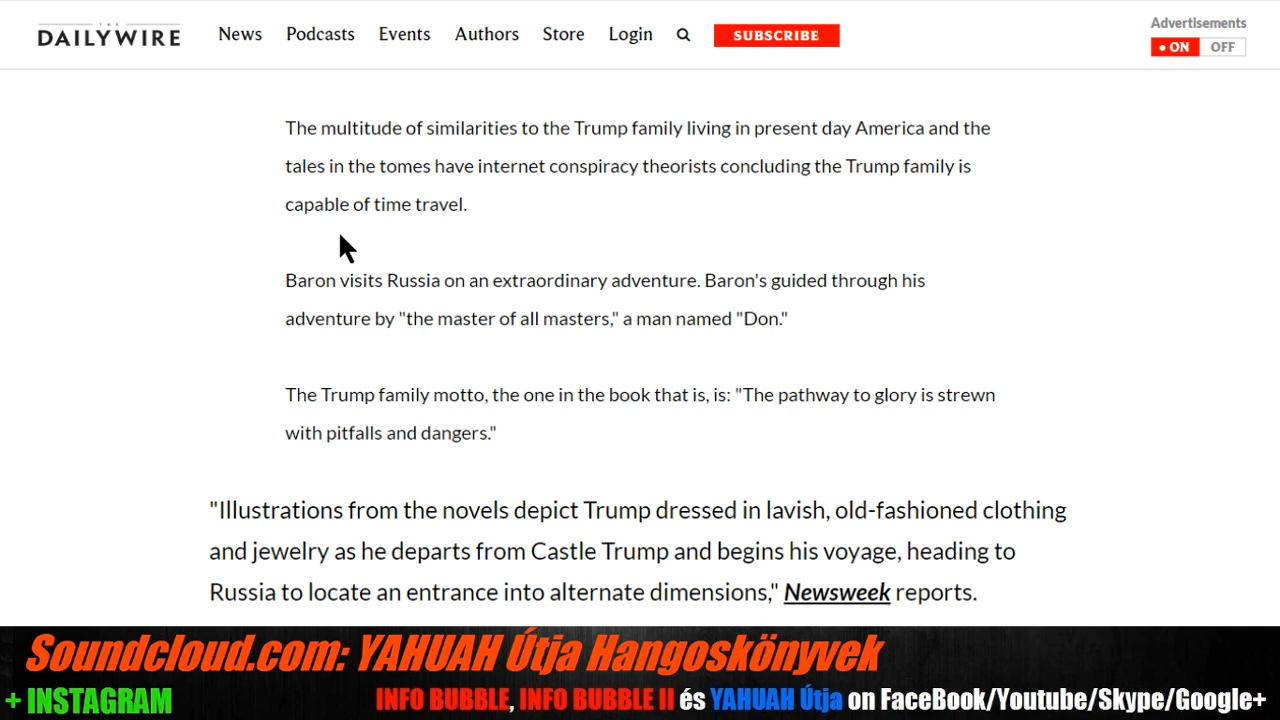 THE
DAILYWIRE
News Podcasts Events Authors Store Login SUBSCRIBE
Advertisements
ON OFF
The multitude of similarities to the Trump family living in present day America and the
tales in the tomes have internet conspiracy theorists concluding the Trump family is
capable of time travel.
Baron visits Russia on an extraordinary adventure. Baron's guided through his
adventure by "the master of all masters," a man named "Don."
The Trump family motto, the one in the book that is, is: "The pathway to glory is strewn
with pitfalls and dangers."
"Illustrations from the novels depict Trump dressed in lavish, old-fashioned clothing
and jewelry as he departs from Castle Trump and begins his voyage, heading to
Russia to locate an entrance into alternate dimensions," Newsweek reports.
Soundcloud.com: YAHUAH Útja Hangoskönyvek
+ INSTAGRAM INFO BUBBLE, INFO BUBBLE II és YAHUAH Útja on FaceBook/Youtube/Skype/Google+